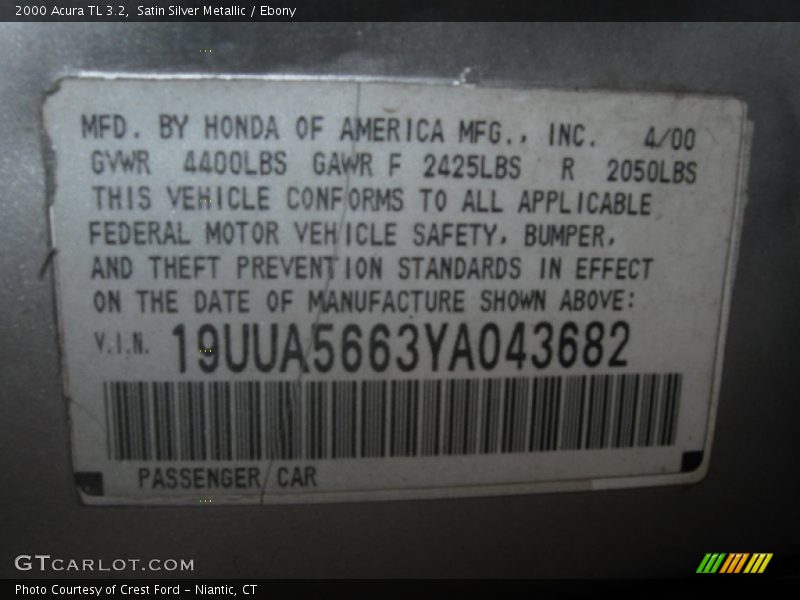 2000 Acura TL 3.2, Satin Silver Metallic / Ebony
MFD. BY HONDA OF AMERICA MFG., INC. 4/00
GVWR 4400LBS GAWR F 2425LBS R 2050LBS
THIS VEHICLE CONFORMS TO ALL APPLICABLE
FEDERAL MOTOR VEHICLE SAFETY, BUMPER,
AND THEFT PREVENTION STANDARDS IN EFFECT
ON THE DATE OF MANUFACTURE SHOWN ABOVE:
V.I.N. 19UUA5663YA043682
PASSENGER CAR
GTCARLOT.COM
Photo Courtesy of Crest Ford - Niantic, CT